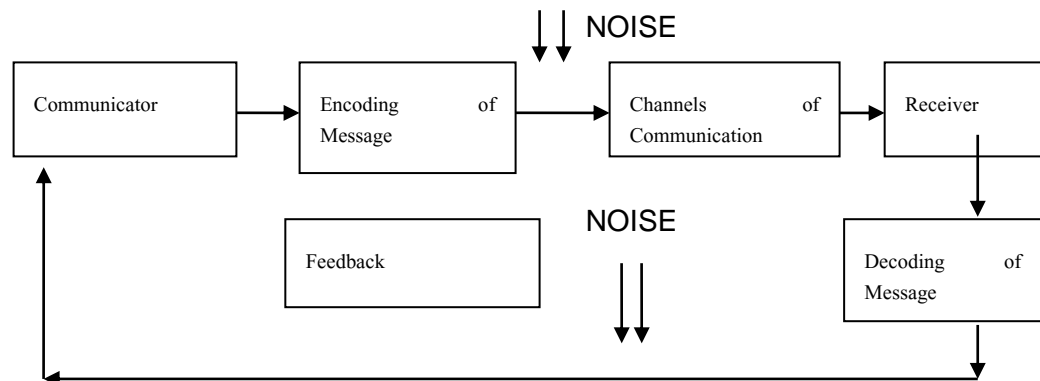 NOISE
Communicator
Encoding of
Message
Channels of
Communication
Receiver
Feedback
NOISE
Decoding of
Message